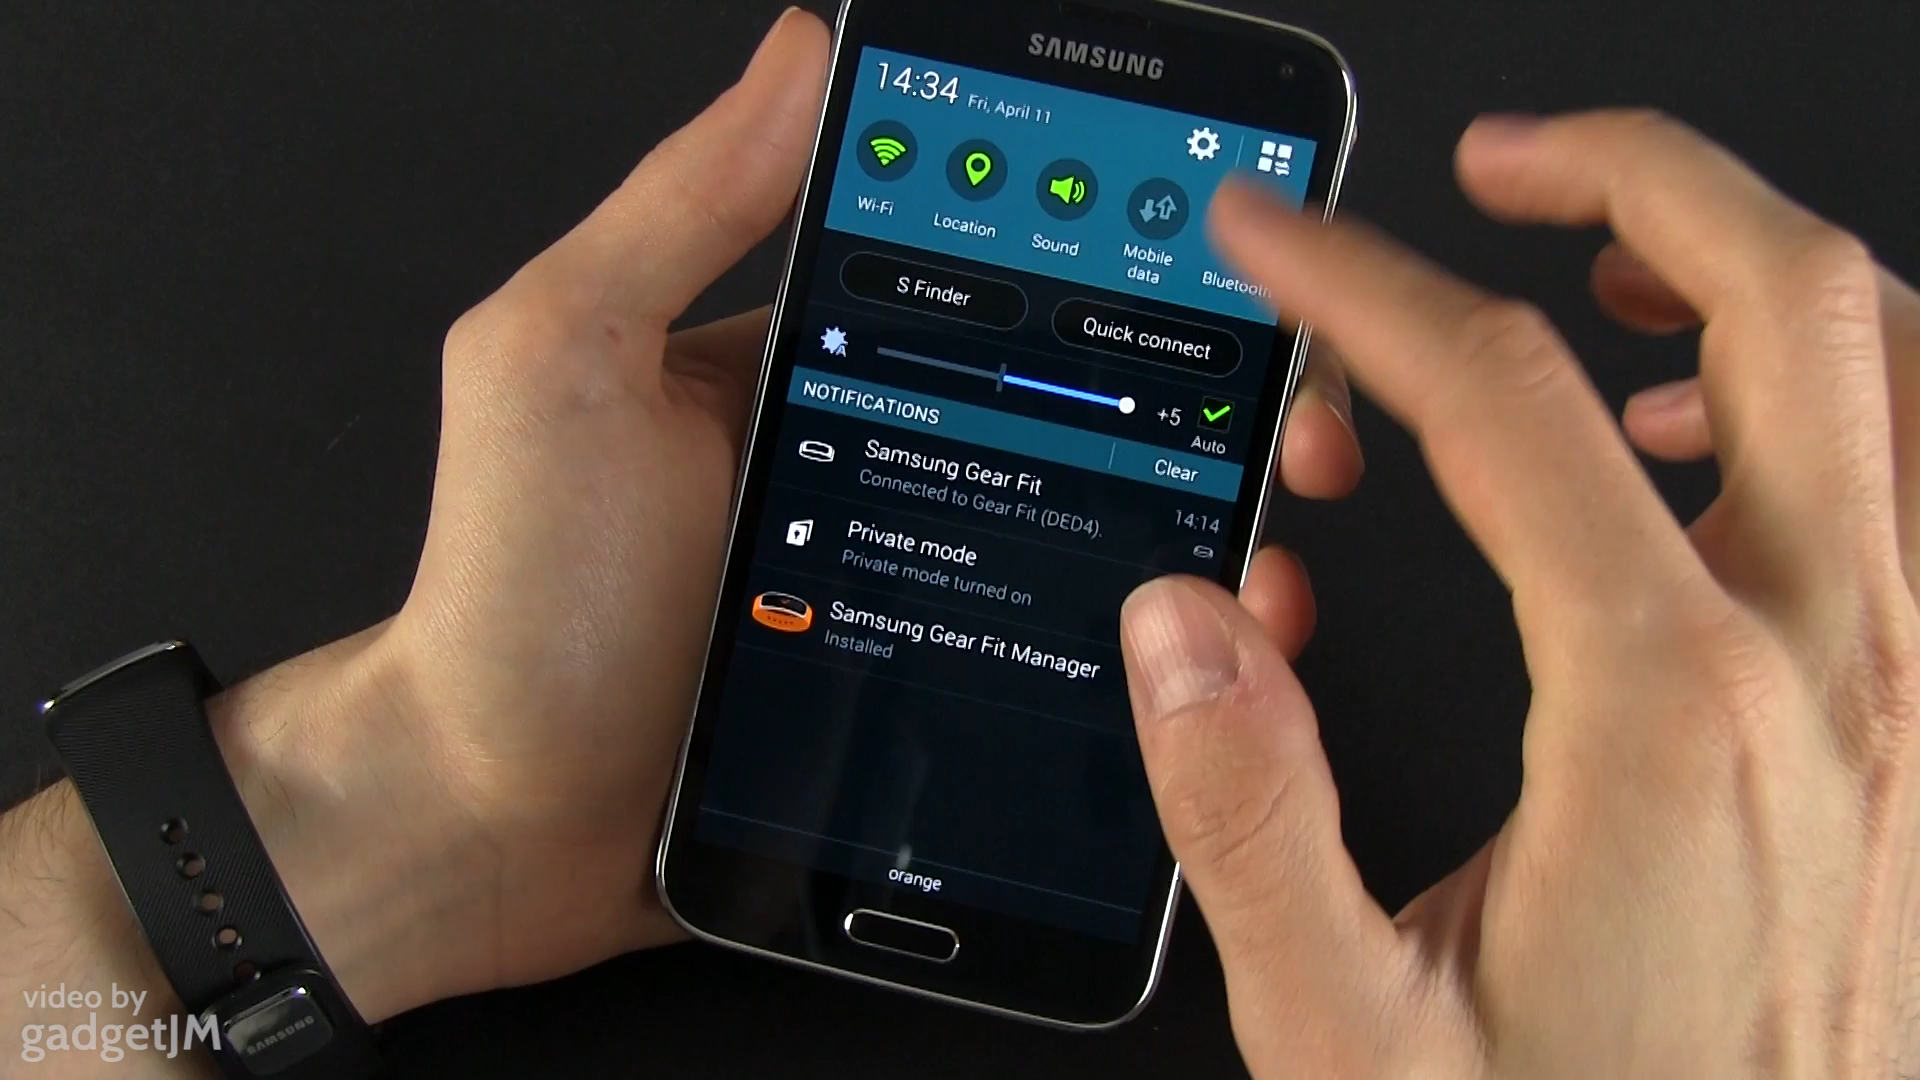 SAMSUNG
14:34 Fri, April 11
Wi-Fi
Location
Sound
Mobile
data
Bluetooth
S Finder
Quick connect
+5
Auto
NOTIFICATIONS
Clear
Samsung Gear Fit
Connected to Gear Fit (DED4).
14:14
Private mode
Private mode turned on
Samsung Gear Fit Manager
Installed
orange
SAMSUNG
video by
gadgetJM